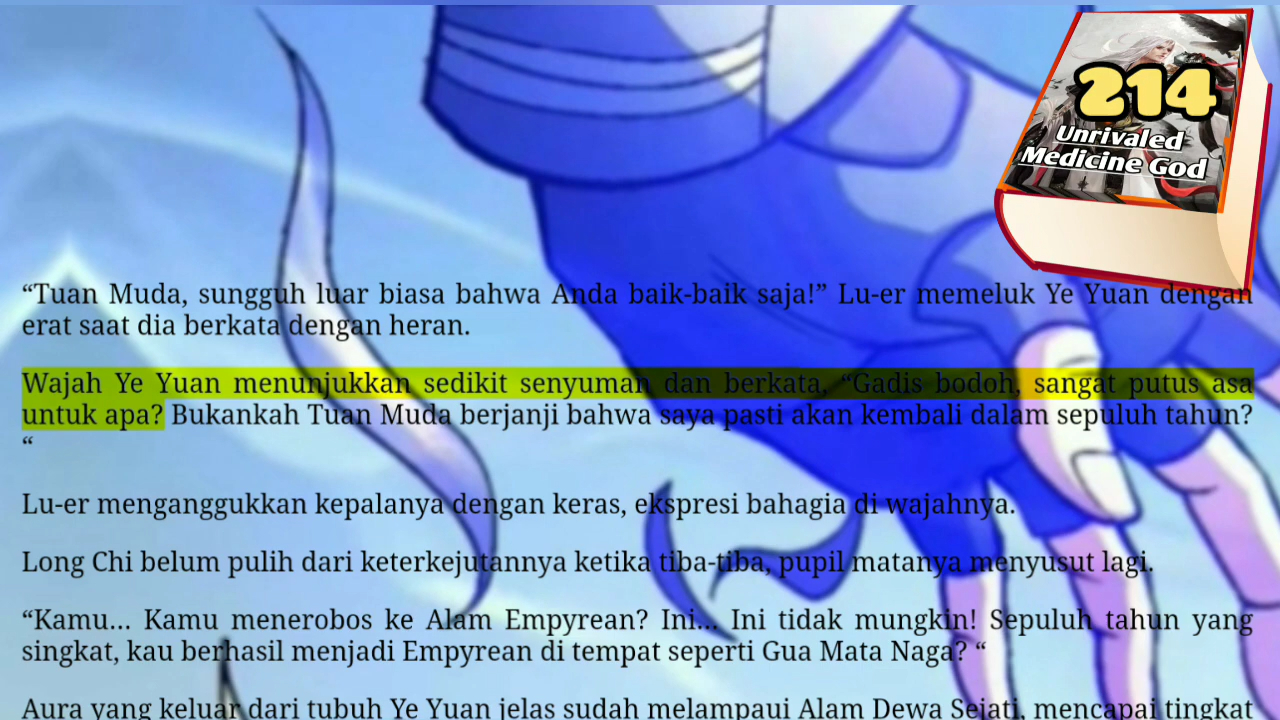 214
Unrivaled
Medicine God
“Tuan Muda, sungguh luar biasa bahwa Anda baik-baik saja!” Lu-er memeluk Ye Yuan dengan
erat saat dia berkata dengan heran.
Wajah Ye Yuan menunjukkan sedikit senyuman dan berkata, “Gadis bodoh, sangat putus asa
untuk apa? Bukankah Tuan Muda berjanji bahwa saya pasti akan kembali dalam sepuluh tahun?
“
Lu-er menganggukkan kepalanya dengan keras, ekspresi bahagia di wajahnya.
Long Chi belum pulih dari keterkejutannya ketika tiba-tiba, pupil matanya menyusut lagi.
“Kamu… Kamu menerobos ke Alam Empyrean? Ini… Ini tidak mungkin! Sepuluh tahun yang
singkat, kau berhasil menjadi Empyrean di tempat seperti Gua Mata Naga? “
Aura yang keluar dari tubuh Ye Yuan jelas sudah melampaui Alam Dewa Sejati, mencapai tingkat